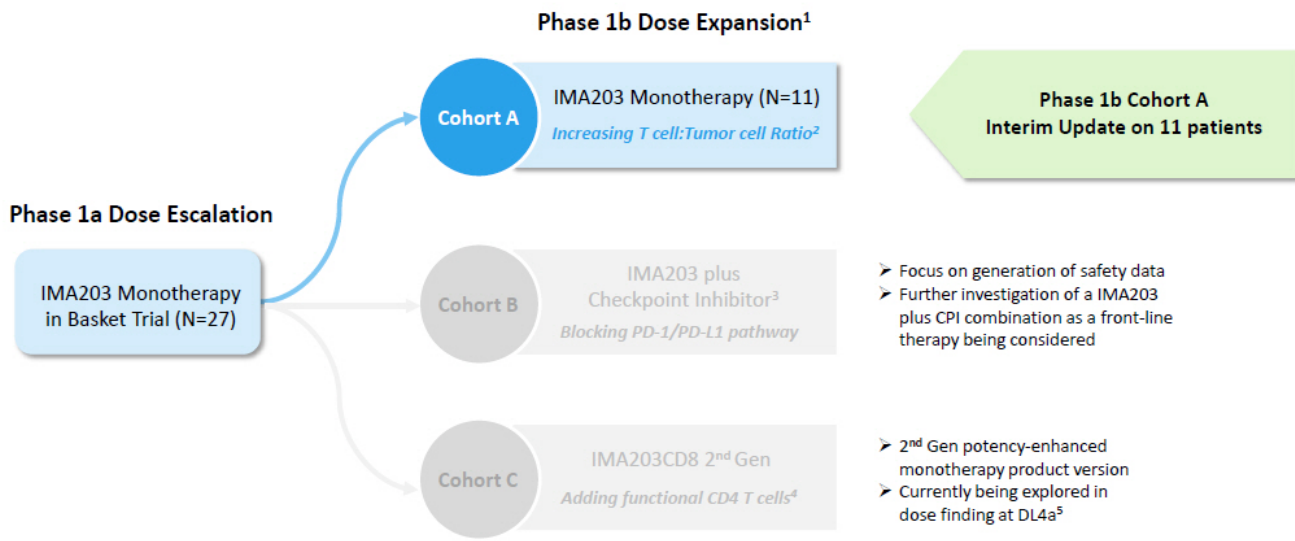 Phase 1b Dose Expansion¹
Cohort A
IMA203 Monotherapy (N=11)
Increasing T cell:Tumor cell Ratio²
Phase 1b Cohort A
Interim Update on 11 patients
Phase 1a Dose Escalation
IMA203 Monotherapy
in Basket Trial (N=27)
Cohort B
IMA203 plus
Checkpoint Inhibitor³
Blocking PD-1/PD-L1 pathway
➢ Focus on generation of safety data
➢ Further investigation of a IMA203
plus CPI combination as a front-line
therapy being considered
Cohort C
IMA203CD8 2ⁿᵈ Gen
Adding functional CD4 T cells⁴
➢ 2ⁿᵈ Gen potency-enhanced
monotherapy product version
➢ Currently being explored in
dose finding at DL4a⁵